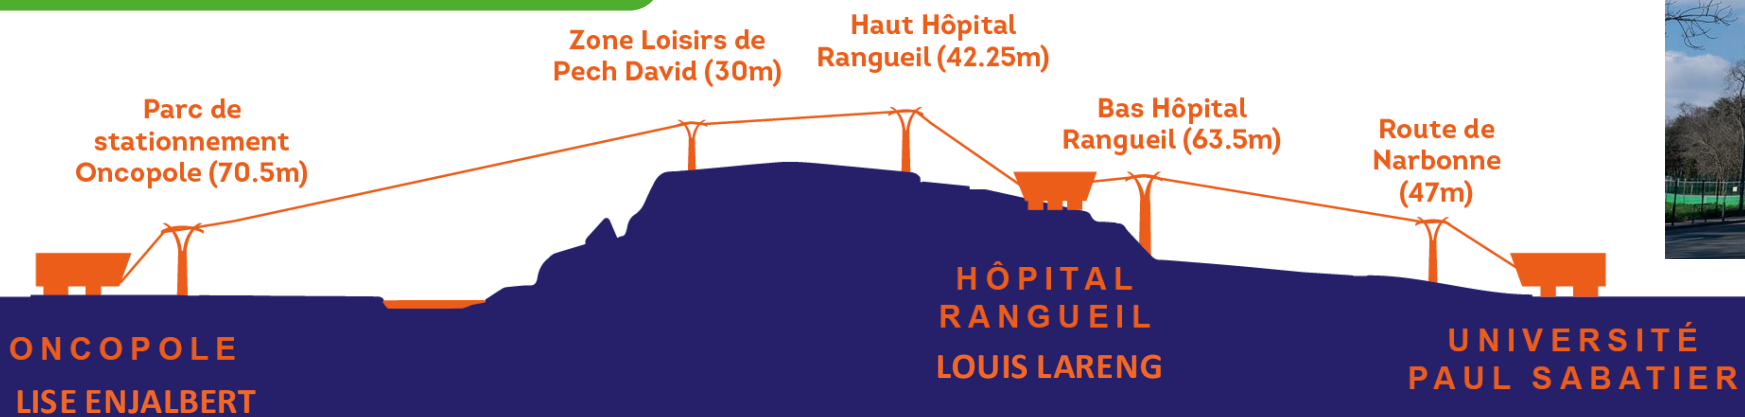 Parc de
stationnement
Oncopole (70.5m)
Zone Loisirs de
Pech David (30m)
Haut Hôpital
Rangueil (42.25m)
Bas Hôpital
Rangueil (63.5m)
Route de
Narbonne
(47m)
ONCOPOLE
LISE ENJALBERT
HÔPITAL
RANGUEIL
LOUIS LARENG
UNIVERSITÉ
PAUL SABATIER